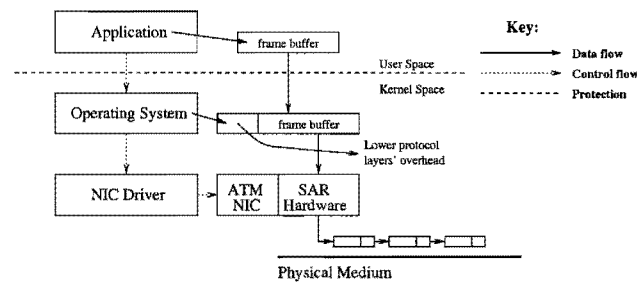 Application
frame buffer
Key:
Data flow
Control flow
Protection
User Space
Kernel Space
Operating System
frame buffer
Lower protocol
layers' overhead
NIC Driver
ATM
NIC
SAR
Hardware
Physical Medium